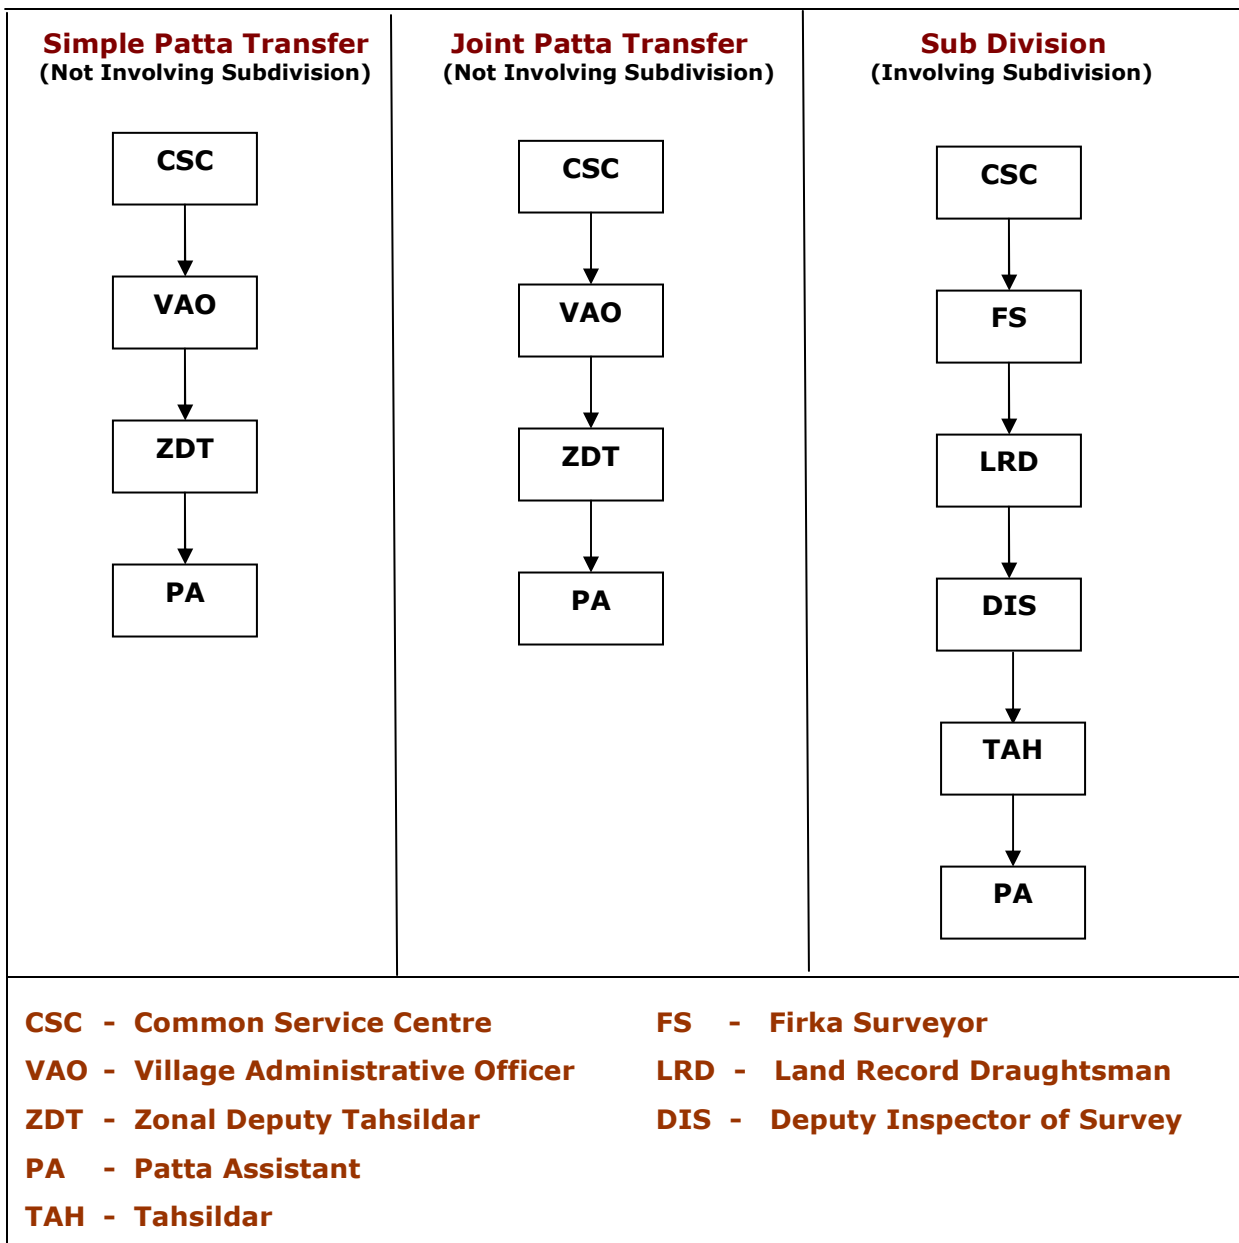 Simple Patta Transfer
(Not Involving Subdivision)
CSC
VAO
ZDT
PA
Joint Patta Transfer
(Not Involving Subdivision)
CSC
VAO
ZDT
PA
Sub Division
(Involving Subdivision)
CSC
FS
LRD
DIS
TAH
PA
CSC - Common Service Centre
VAO - Village Administrative Officer
ZDT - Zonal Deputy Tahsildar
PA - Patta Assistant
TAH - Tahsildar
FS - Firka Surveyor
LRD - Land Record Draughtsman
DIS - Deputy Inspector of Survey